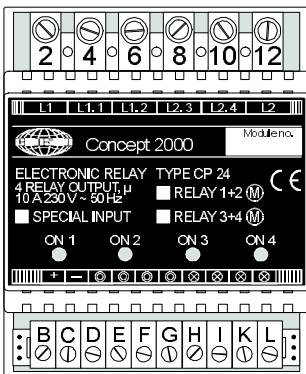 2 4 6 8 10 12
L1 L1.1 L1.2 L2.3 L2.4 L2
Concept 2000
Module no.
ELECTRONIC RELAY TYPE CP 24
4 RELAY OUTPUT, µ
10 A 230 V ~ 50 Hz
RELAY 1+2 M
CE
SPECIAL INPUT
RELAY 3+4 M
ON 1 ON 2 ON 3 ON 4
+ −
B C D E F G H I K L